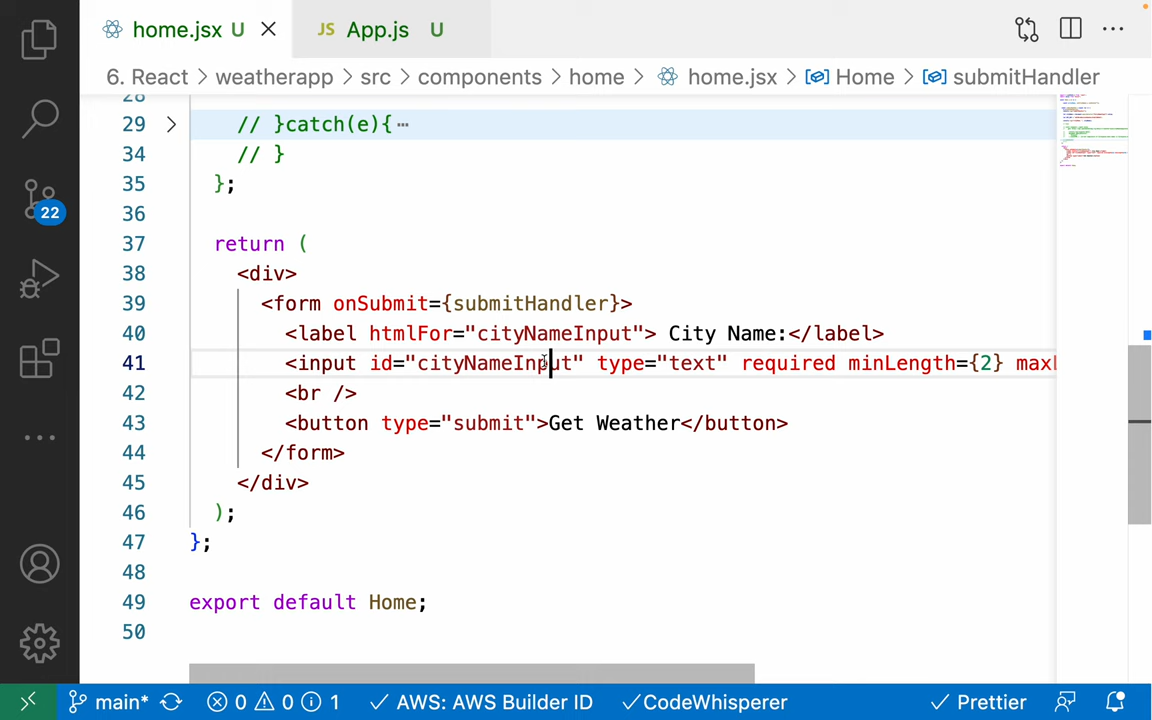 home.jsx U
JS App.js U
6. React > weatherapp > src > components > home > home.jsx > Home > submitHandler
28
29 // }catch(e){ ⋯
34 // }
35 };
36
37 return (
38 <div>
39 <form onSubmit={submitHandler}>
40 <label htmlFor="cityNameInput"> City Name:</label>
41 <input id="cityNameInput" type="text" required minLength={2} maxL
42 <br />
43 <button type="submit">Get Weather</button>
44 </form>
45 </div>
46 );
47 };
48
49 export default Home;
50
22
main* 0 0 1 AWS: AWS Builder ID CodeWhisperer Prettier